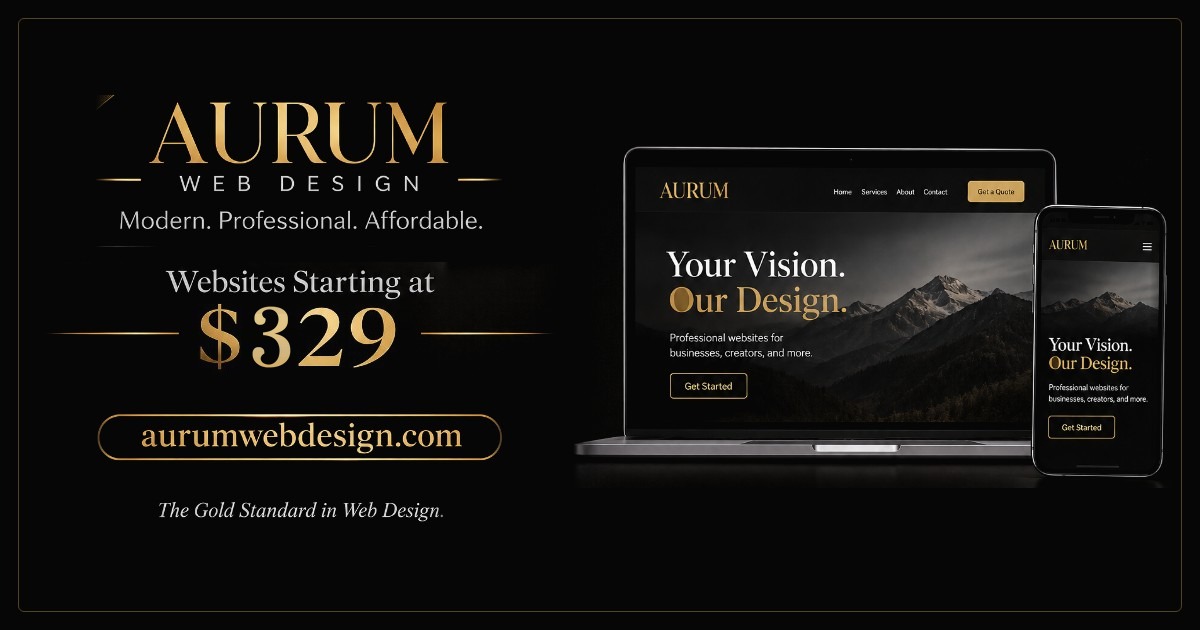 AURUM
WEB DESIGN
Modern. Professional. Affordable.
Websites Starting at
$329
aurumwebdesign.com
The Gold Standard in Web Design.
AURUM
Home Services About Contact Get a Quote
Your Vision.
Our Design.
Professional websites for
businesses, creators, and more.
Get Started
AURUM
Your Vision.
Our Design.
Professional websites for
businesses, creators, and more.
Get Started